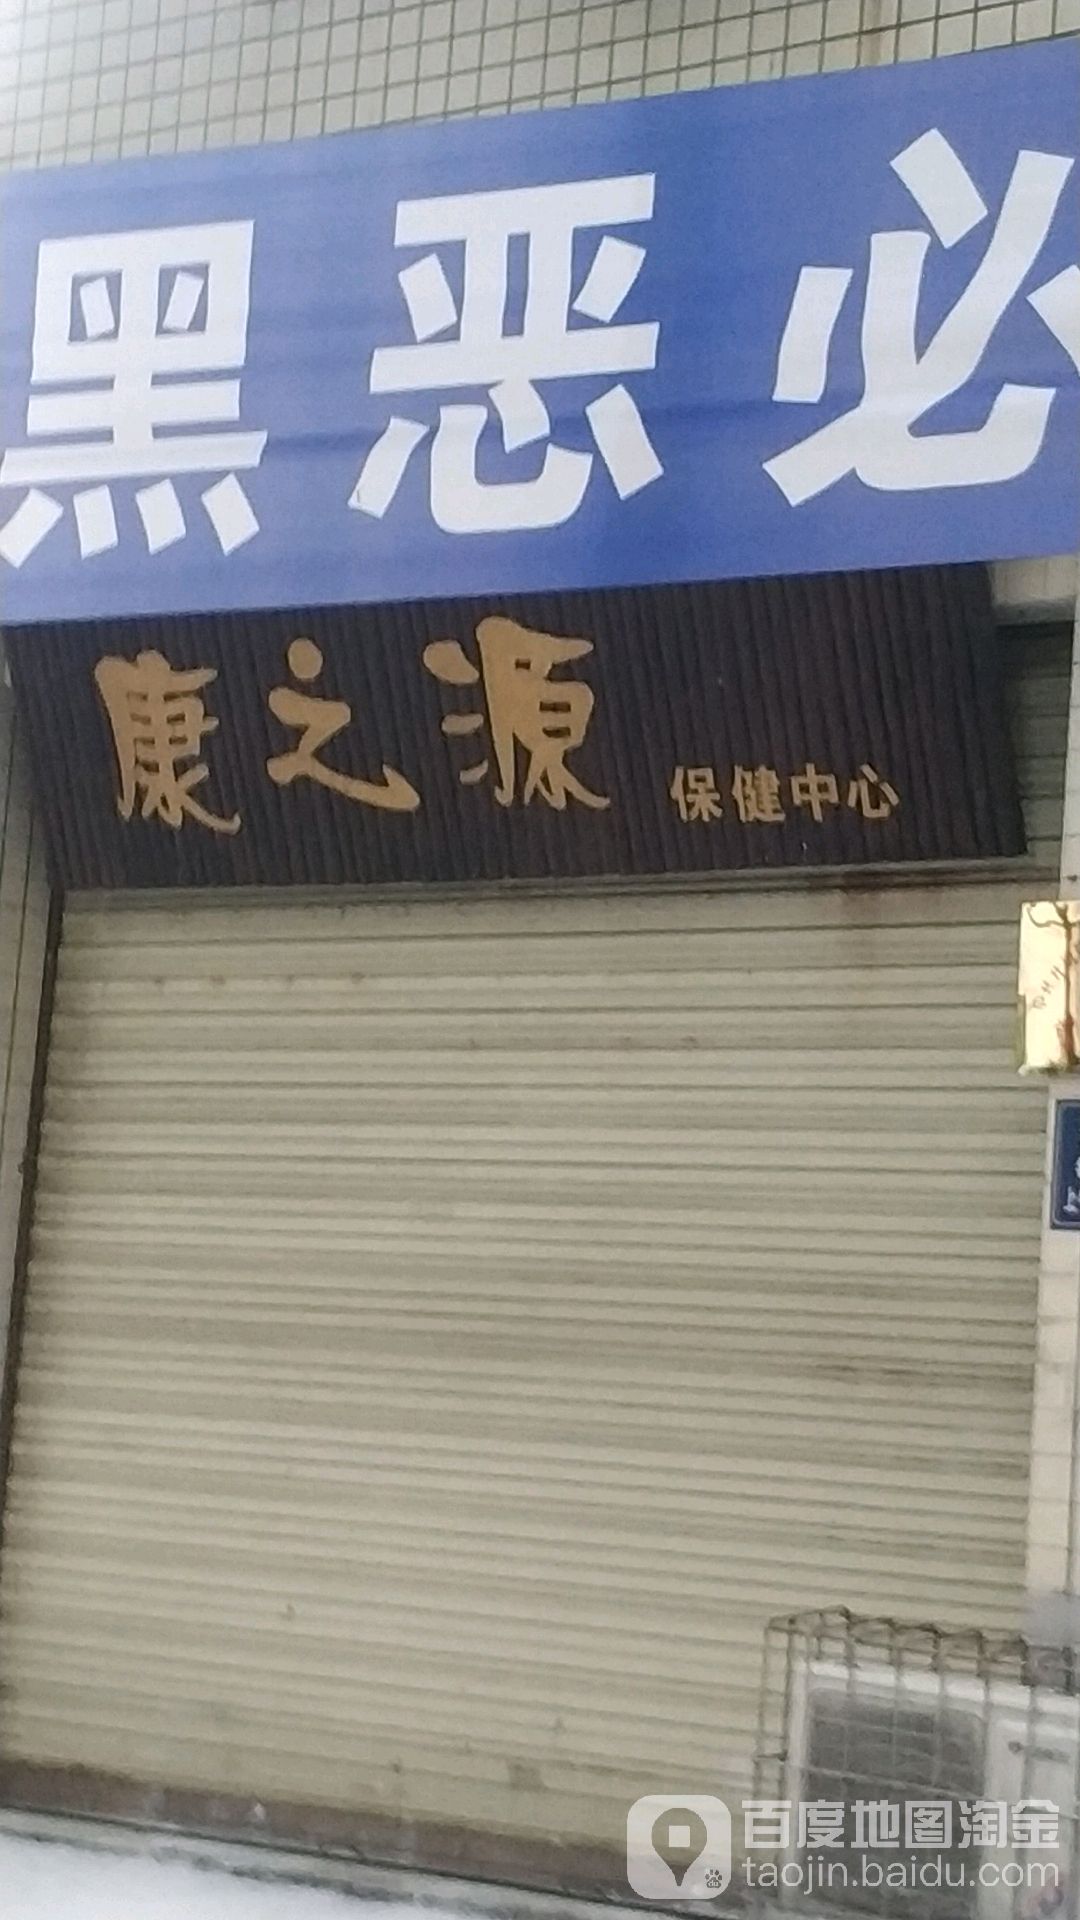 黑恶必
康之源
保健中心
百度地图淘金
taojin.baidu.com